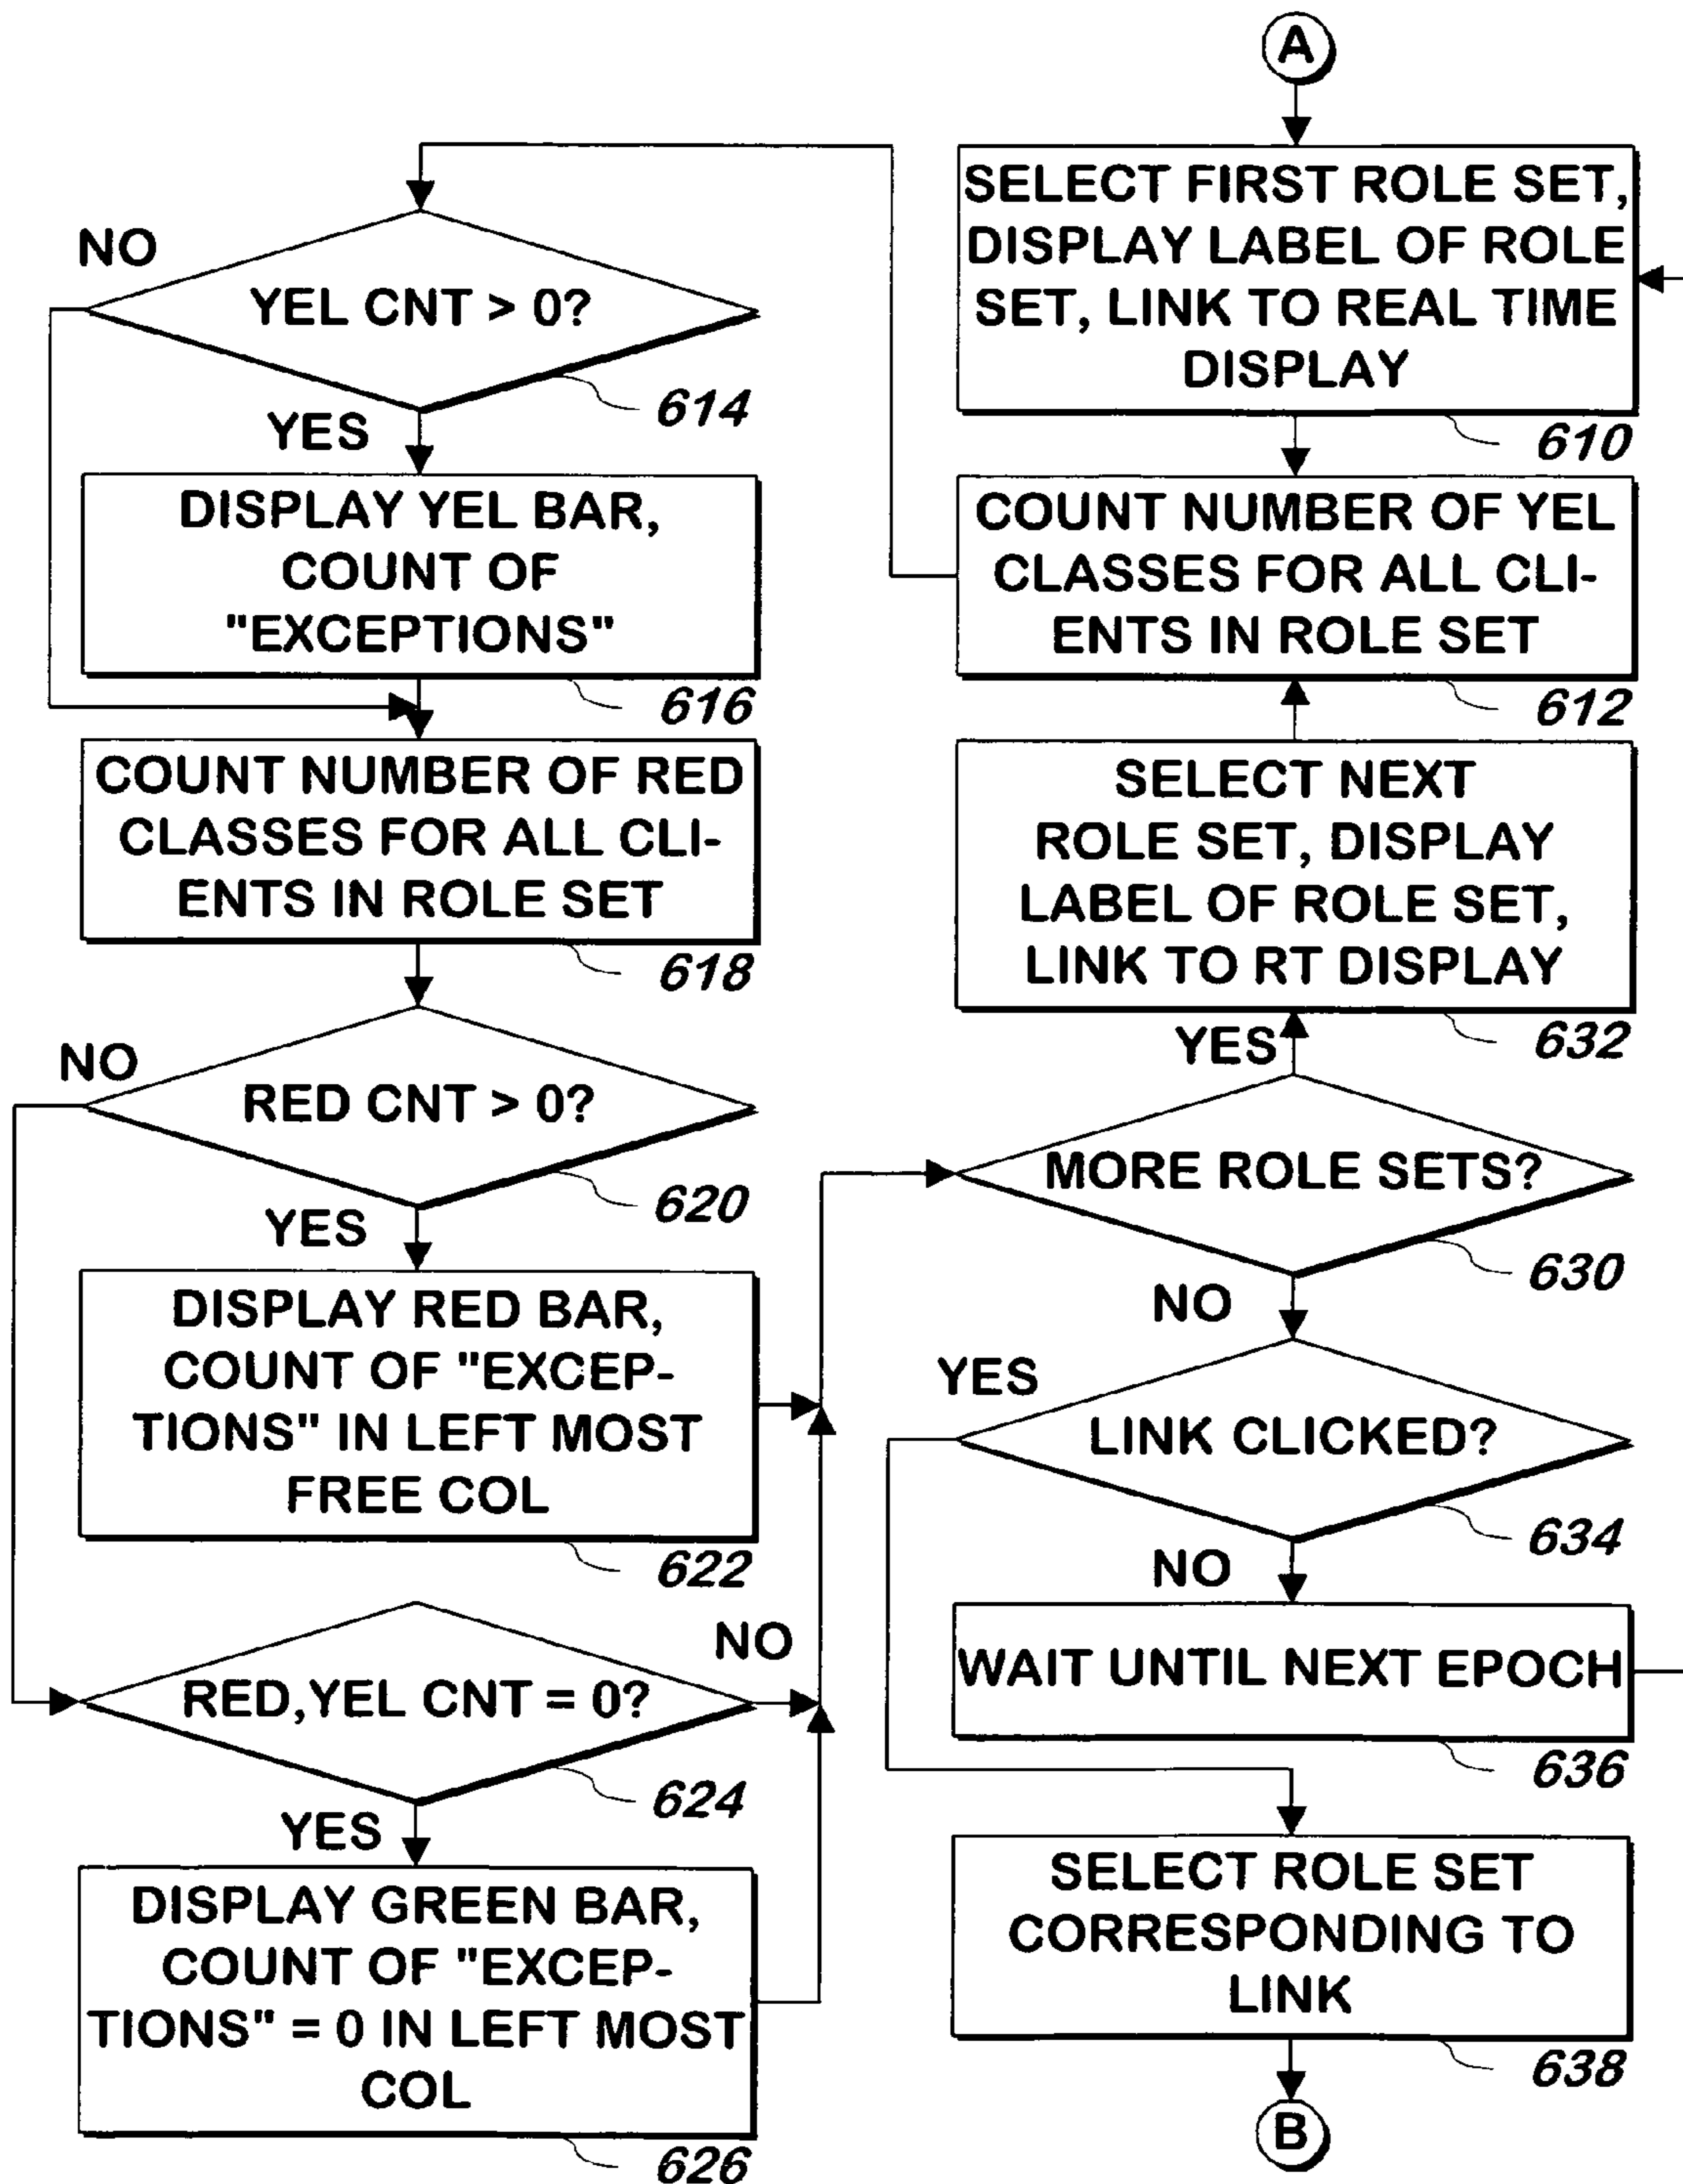 A
SELECT FIRST ROLE SET,
DISPLAY LABEL OF ROLE
SET, LINK TO REAL TIME
DISPLAY
610
COUNT NUMBER OF YEL
CLASSES FOR ALL CLI-
ENTS IN ROLE SET
612
NO
YEL CNT > 0?
614
YES
DISPLAY YEL BAR,
COUNT OF
"EXCEPTIONS"
616
COUNT NUMBER OF RED
CLASSES FOR ALL CLI-
ENTS IN ROLE SET
618
NO
RED CNT > 0?
620
YES
DISPLAY RED BAR,
COUNT OF "EXCEP-
TIONS" IN LEFT MOST
FREE COL
622
NO
RED,YEL CNT = 0?
624
YES
DISPLAY GREEN BAR,
COUNT OF "EXCEP-
TIONS" = 0 IN LEFT MOST
COL
626
SELECT NEXT
ROLE SET, DISPLAY
LABEL OF ROLE SET,
LINK TO RT DISPLAY
632
YES
MORE ROLE SETS?
630
NO
YES
LINK CLICKED?
634
NO
WAIT UNTIL NEXT EPOCH
636
SELECT ROLE SET
CORRESPONDING TO
LINK
638
B